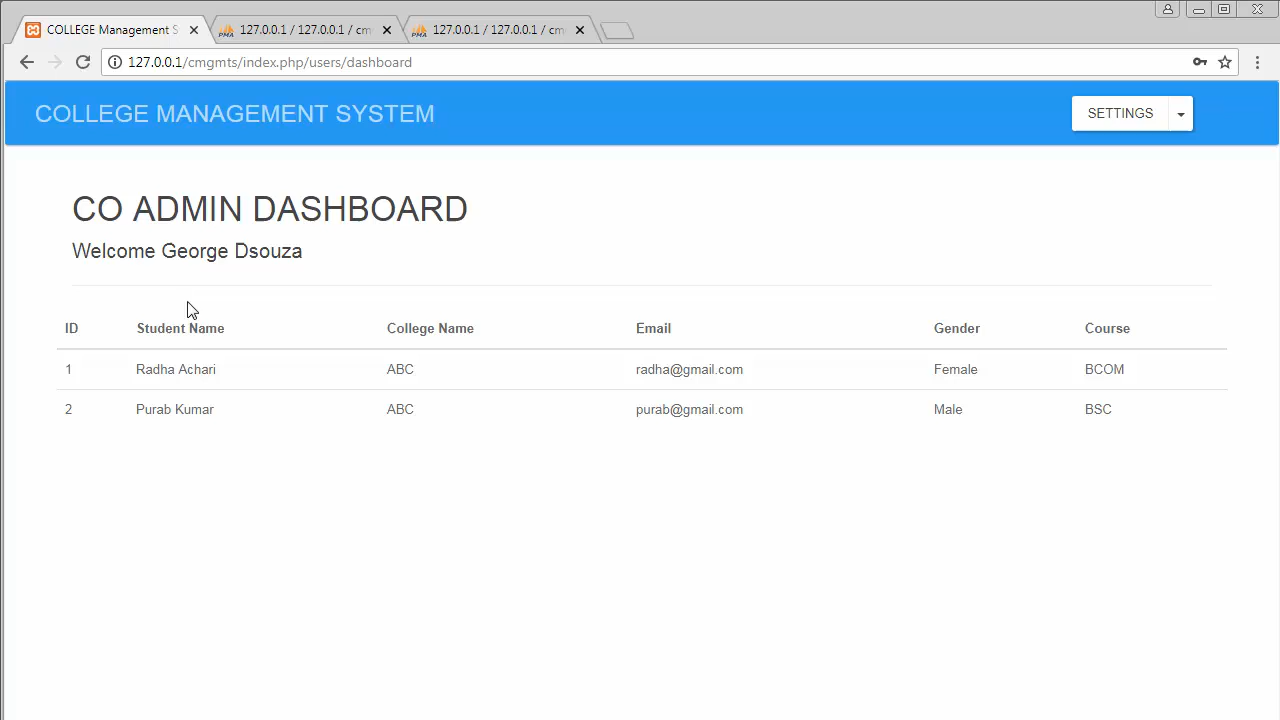 COLLEGE Management S
127.0.0.1 / 127.0.0.1 / cm
127.0.0.1 / 127.0.0.1 / cm
127.0.0.1/cmgmts/index.php/users/dashboard
COLLEGE MANAGEMENT SYSTEM
SETTINGS
CO ADMIN DASHBOARD
Welcome George Dsouza
ID Student Name College Name Email Gender Course
1 Radha Achari ABC radha@gmail.com Female BCOM
2 Purab Kumar ABC purab@gmail.com Male BSC